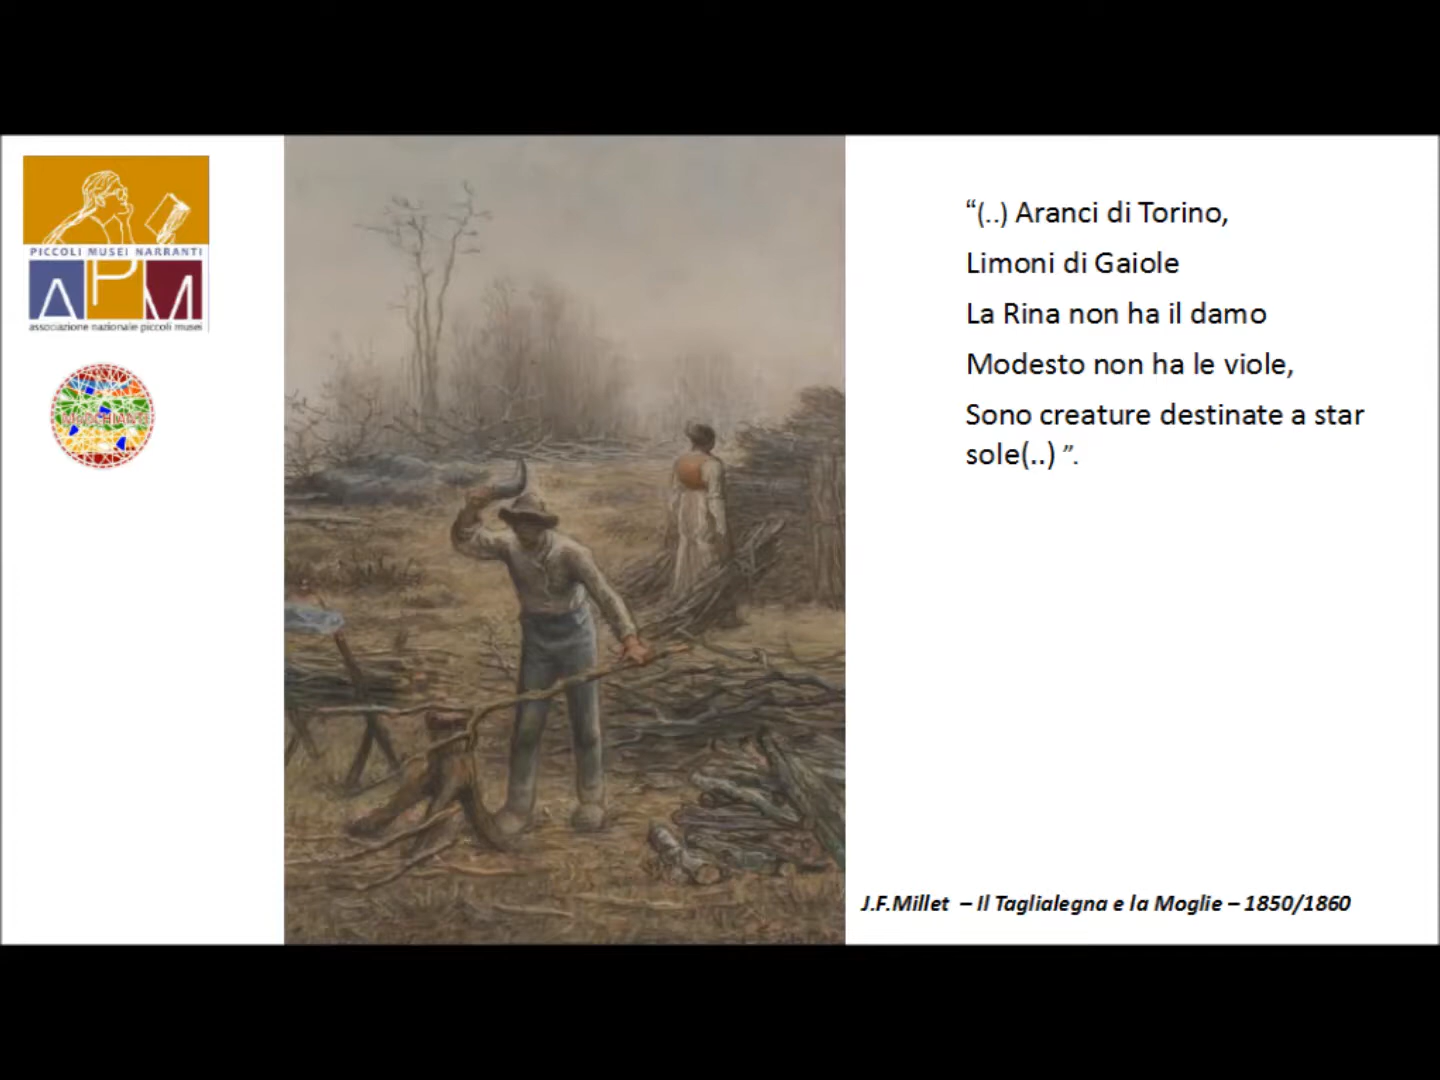 PICCOLI MUSEI NARRANTI
APM
associazione nazionale piccoli musei
“(..) Aranci di Torino,
Limoni di Gaiole
La Rina non ha il damo
Modesto non ha le viole,
Sono creature destinate a star
sole(..) ”.
J.F.Millet – Il Taglialegna e la Moglie – 1850/1860